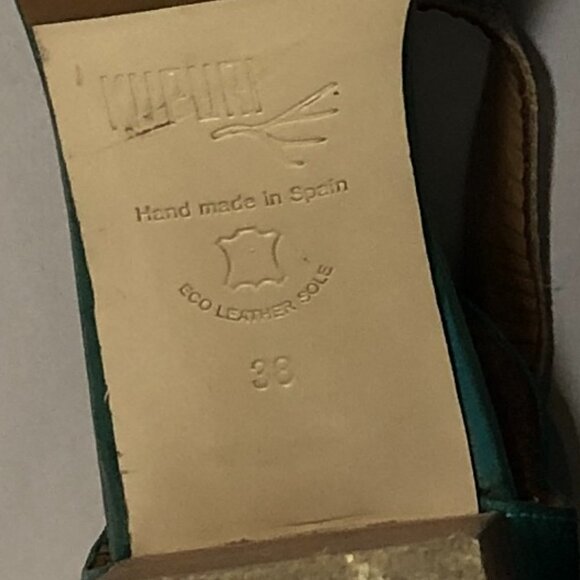 Hand made in Spain
ECO LEATHER SOLE
38